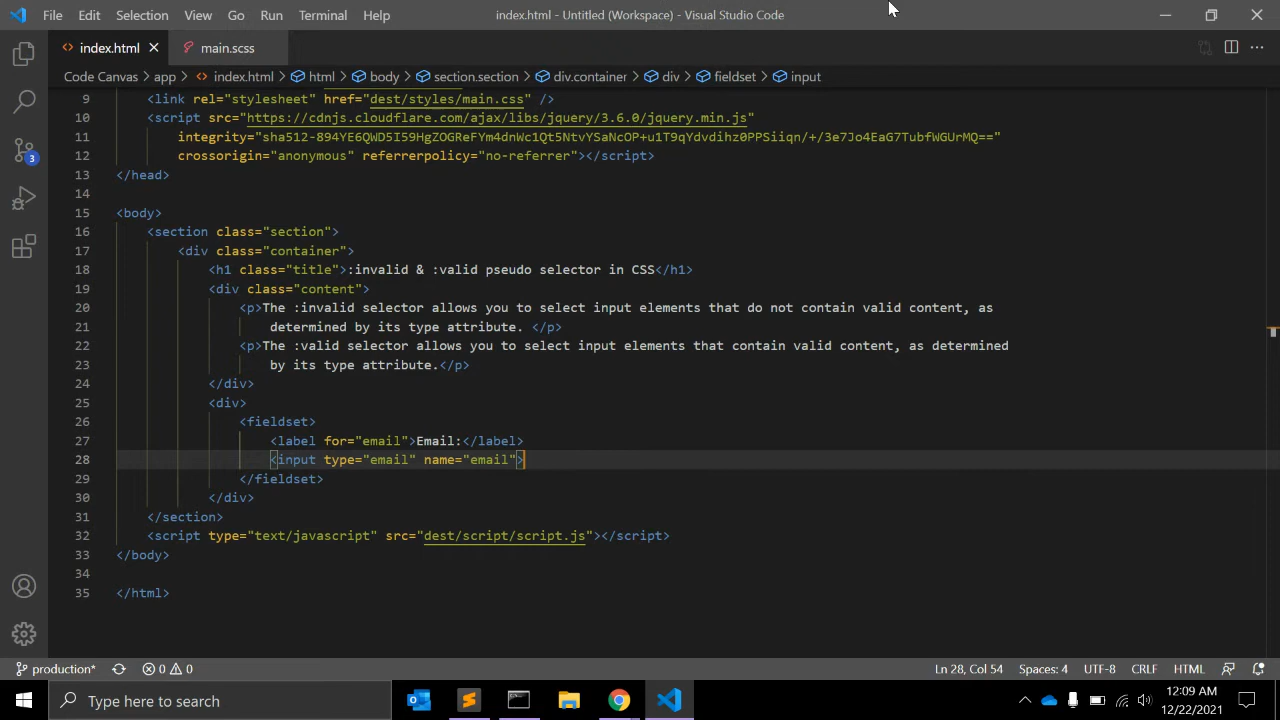 File Edit Selection View Go Run Terminal Help index.html - Untitled (Workspace) - Visual Studio Code
index.html main.scss
Code Canvas > app > index.html > html > body > section.section > div.container > div > fieldset > input
9 <link rel="stylesheet" href="dest/styles/main.css" />
10 <script src="https://cdnjs.cloudflare.com/ajax/libs/jquery/3.6.0/jquery.min.js"
11 integrity="sha512-894YE6QWD5I59HgZOGReFYm4dnWc1Qt5NtvYSaNcOP+u1T9qYdvdihz0PPSiiqn/+/3e7Jo4EaG7TubfWGUrMQ=="
12 crossorigin="anonymous" referrerpolicy="no-referrer"></script>
13 </head>
14
15 <body>
16 <section class="section">
17 <div class="container">
18 <h1 class="title">:invalid & :valid pseudo selector in CSS</h1>
19 <div class="content">
20 <p>The :invalid selector allows you to select input elements that do not contain valid content, as
21 determined by its type attribute. </p>
22 <p>The :valid selector allows you to select input elements that contain valid content, as determined
23 by its type attribute.</p>
24 </div>
25 <div>
26 <fieldset>
27 <label for="email">Email:</label>
28 <input type="email" name="email">
29 </fieldset>
30 </div>
31 </section>
32 <script type="text/javascript" src="dest/script/script.js"></script>
33 </body>
34
35 </html>
3
production* 0 0 Ln 28, Col 54 Spaces: 4 UTF-8 CRLF HTML
Type here to search
12:09 AM
12/22/2021